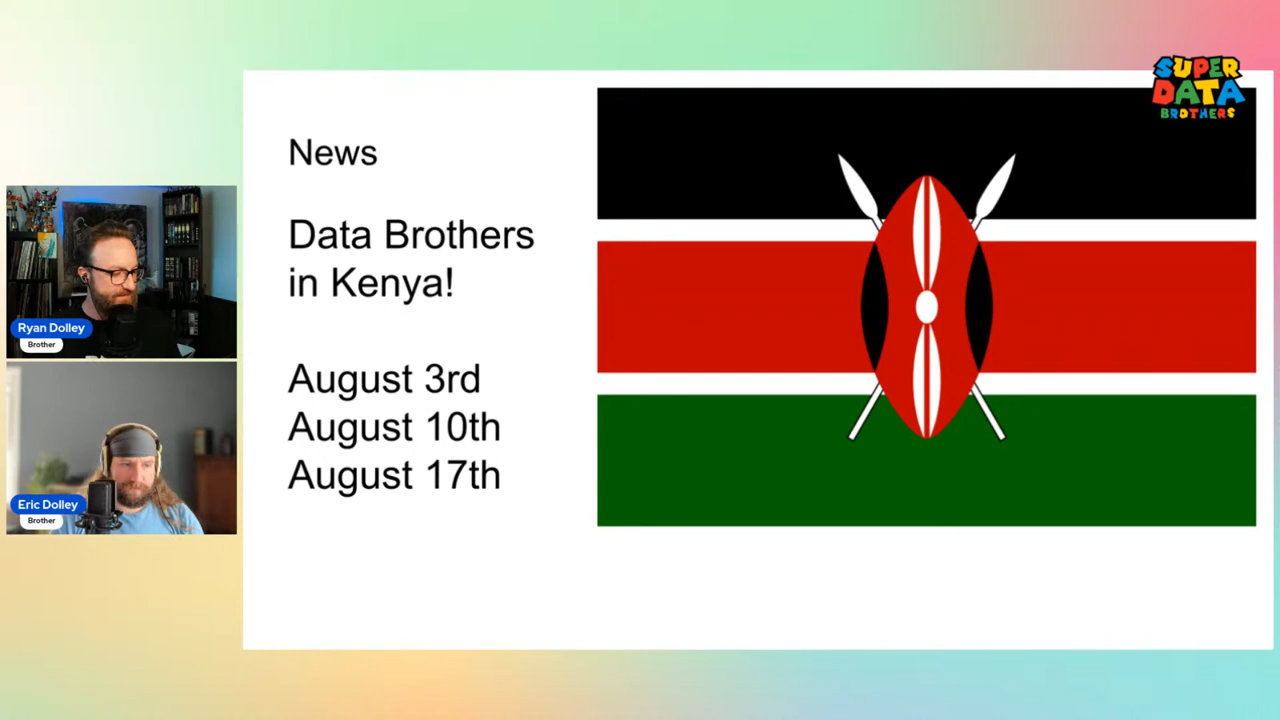 SUPER
DATA
BROTHERS
News
Data Brothers
in Kenya!
August 3rd
August 10th
August 17th
Ryan Dolley
Brother
Eric Dolley
Brother